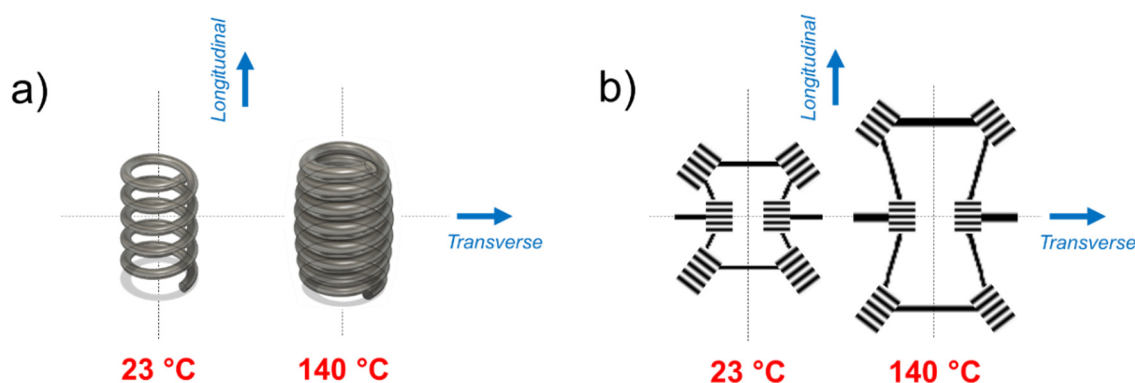 a)
Longitudinal
Transverse
23 °C
140 °C
b)
Longitudinal
Transverse
23 °C
140 °C